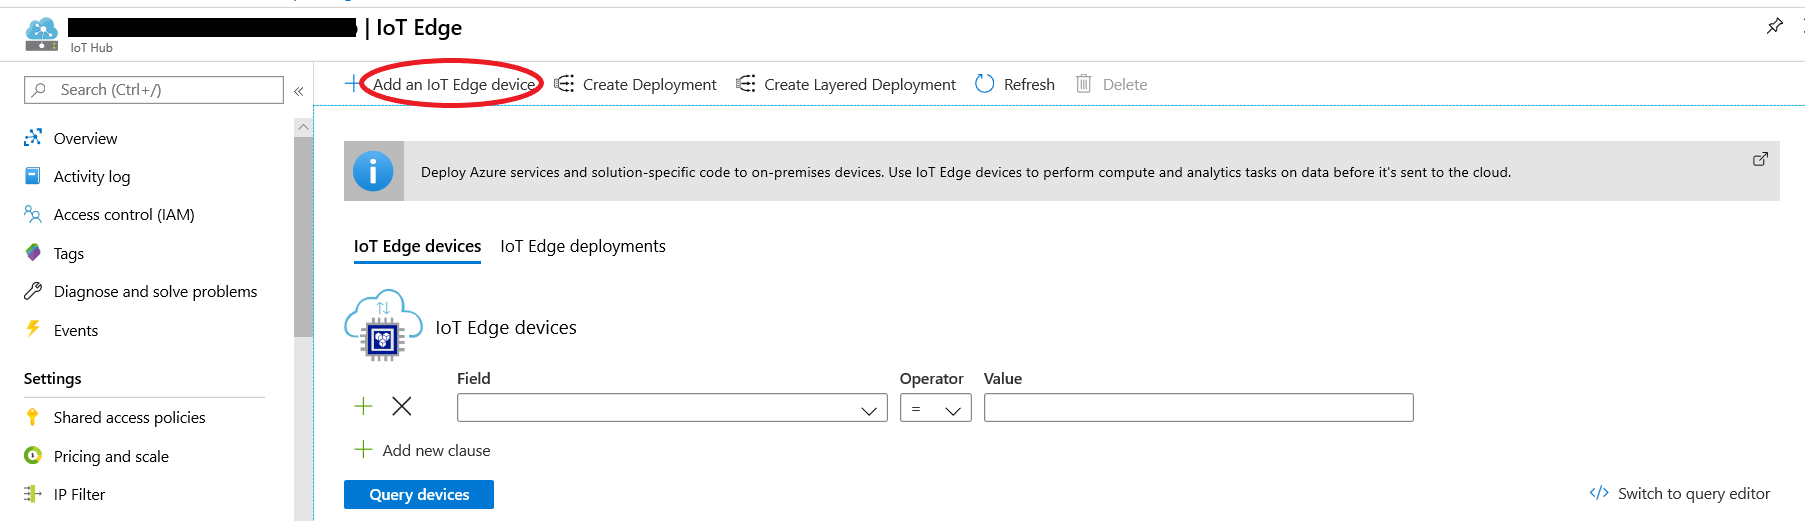 | IoT Edge
IoT Hub
Search (Ctrl+/)
«
Add an IoT Edge device
Create Deployment
Create Layered Deployment
Refresh
Delete
Overview
Activity log
Access control (IAM)
Tags
Diagnose and solve problems
Events
Settings
Shared access policies
Pricing and scale
IP Filter
Deploy Azure services and solution-specific code to on-premises devices. Use IoT Edge devices to perform compute and analytics tasks on data before it's sent to the cloud.
IoT Edge devices
IoT Edge deployments
IoT Edge devices
Field
Operator
Value
=
Add new clause
Query devices
Switch to query editor